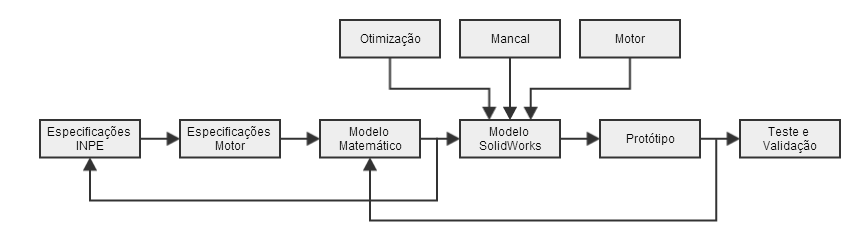 Otimização
Mancal
Motor
Especificações
INPE
Especificações
Motor
Modelo
Matemático
Modelo
SolidWorks
Protótipo
Teste e
Validação